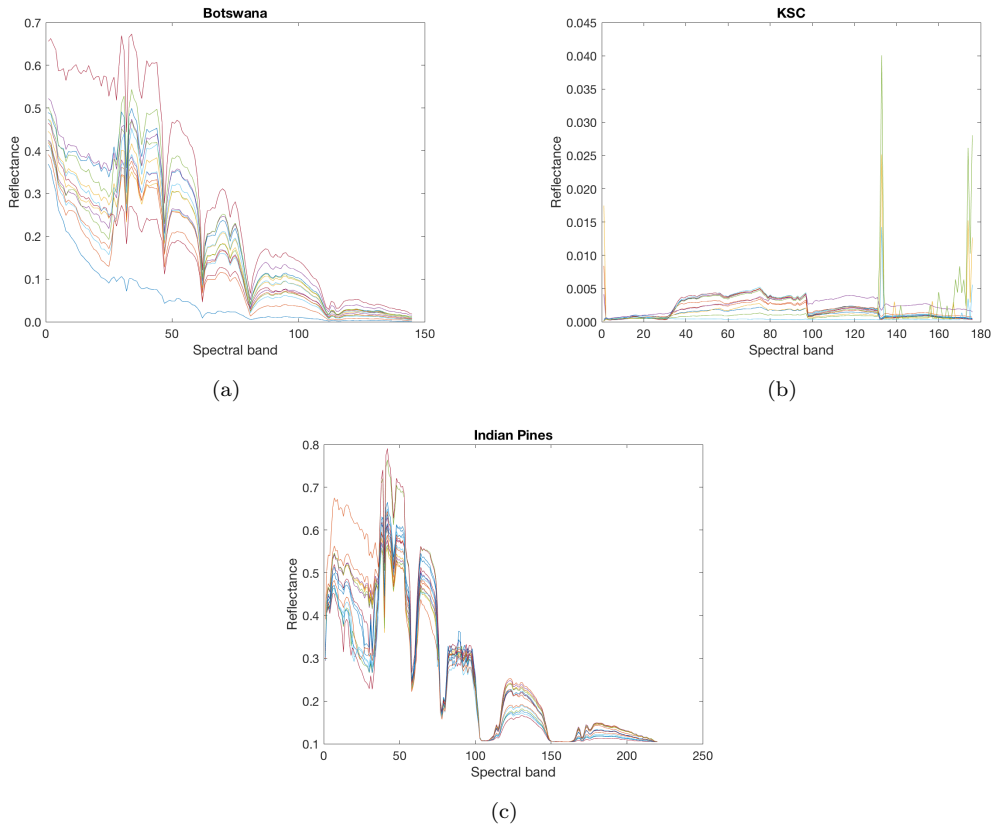 Botswana
0.7
0.6
0.5
0.4
0.3
0.2
0.1
0.0
Reflectance
0 50 100 150
Spectral band
(a)
KSC
0.045
0.040
0.035
0.030
0.025
0.020
0.015
0.010
0.005
0.000
Reflectance
0 20 40 60 80 100 120 140 160 180
Spectral band
(b)
Indian Pines
0.8
0.7
0.6
0.5
0.4
0.3
0.2
0.1
Reflectance
0 50 100 150 200 250
Spectral band
(c)